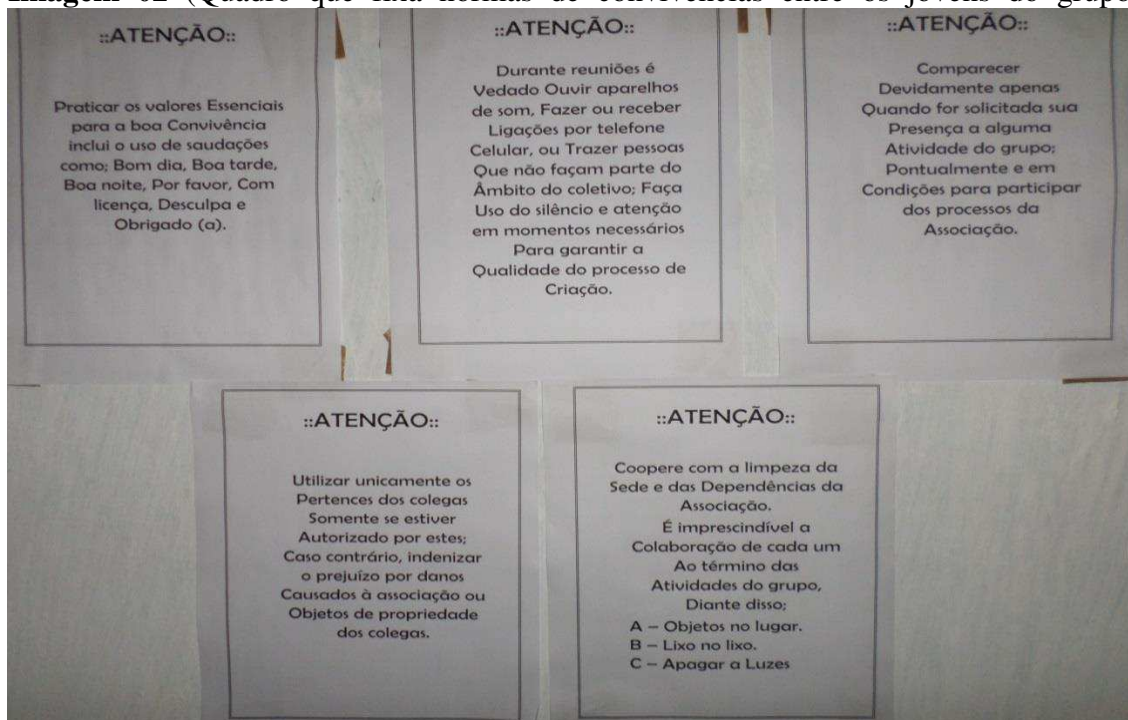 Imagem 02 (Quadro que fixa normas de convivências entre os jovens do grupo
::ATENÇÃO::
Praticar os valores Essenciais
para a boa Convivência
inclui o uso de saudações
como; Bom dia, Boa tarde,
Boa noite, Por favor, Com
licença, Desculpa e
Obrigado (a).
::ATENÇÃO::
Durante reuniões é
Vedado Ouvir aparelhos
de som, Fazer ou receber
Ligações por telefone
Celular, ou Trazer pessoas
Que não façam parte do
Âmbito do coletivo; Faça
Uso do silêncio e atenção
em momentos necessários
Para garantir a
Qualidade do processo de
Criação.
::ATENÇÃO::
Comparecer
Devidamente apenas
Quando for solicitada sua
Presença a alguma
Atividade do grupo;
Pontualmente e em
Condições para participar
dos processos da
Associação.
::ATENÇÃO::
Utilizar unicamente os
Pertences dos colegas
Somente se estiver
Autorizado por estes;
Caso contrário, indenizar
o prejuízo por danos
Causados à associação ou
Objetos de propriedade
dos colegas.
::ATENÇÃO::
Coopere com a limpeza da
Sede e das Dependências da
Associação.
É imprescindível a
Colaboração de cada um
Ao término das
Atividades do grupo,
Diante disso;
A – Objetos no lugar.
B – Lixo no lixo.
C – Apagar a Luzes